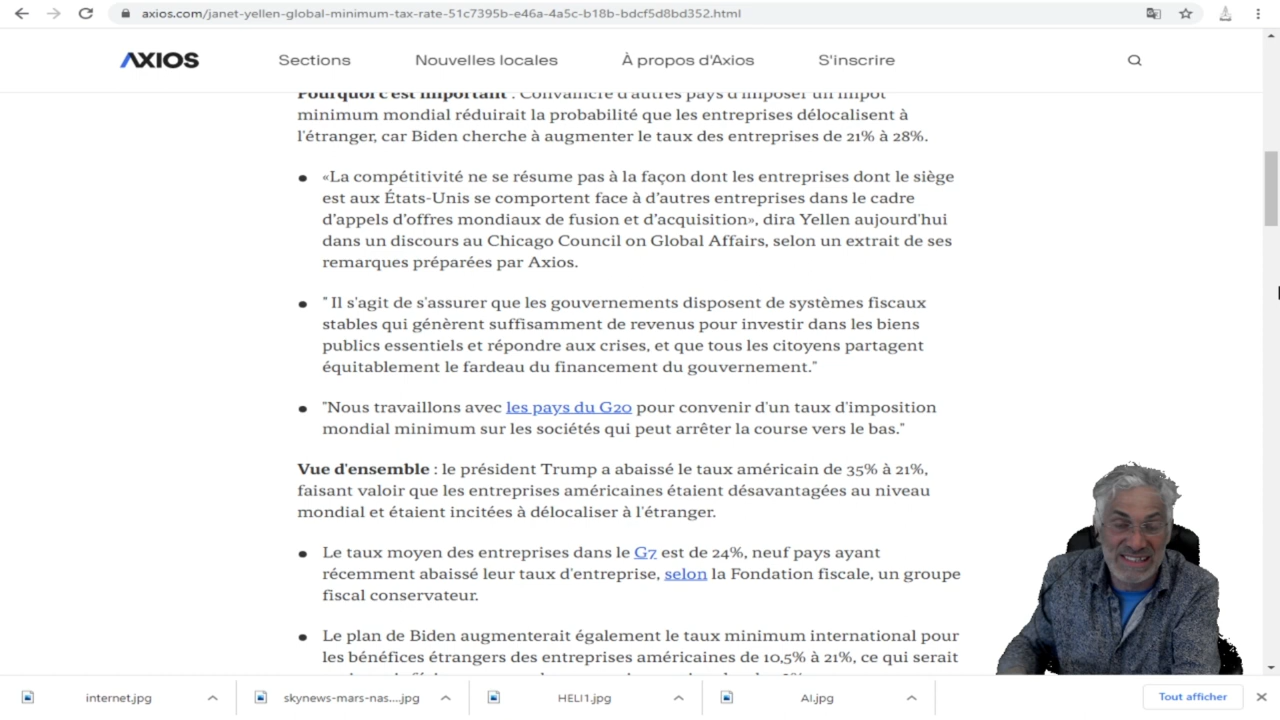 axios.com/janet-yellen-global-minimum-tax-rate-51c7395b-e46a-4a5c-b18b-bdcf5d8bd352.html
AXIOS
Sections
Nouvelles locales
À propos d'Axios
S'inscrire
Pourquoi c'est important : Convaincre d'autres pays d'imposer un impôt
minimum mondial réduirait la probabilité que les entreprises délocalisent à
l'étranger, car Biden cherche à augmenter le taux des entreprises de 21% à 28%.
«La compétitivité ne se résume pas à la façon dont les entreprises dont le siège
est aux États-Unis se comportent face à d'autres entreprises dans le cadre
d'appels d'offres mondiaux de fusion et d'acquisition», dira Yellen aujourd'hui
dans un discours au Chicago Council on Global Affairs, selon un extrait de ses
remarques préparées par Axios.
" Il s'agit de s'assurer que les gouvernements disposent de systèmes fiscaux
stables qui génèrent suffisamment de revenus pour investir dans les biens
publics essentiels et répondre aux crises, et que tous les citoyens partagent
équitablement le fardeau du financement du gouvernement."
"Nous travaillons avec les pays du G20 pour convenir d'un taux d'imposition
mondial minimum sur les sociétés qui peut arrêter la course vers le bas."
Vue d'ensemble : le président Trump a abaissé le taux américain de 35% à 21%,
faisant valoir que les entreprises américaines étaient désavantagées au niveau
mondial et étaient incitées à délocaliser à l'étranger.
Le taux moyen des entreprises dans le G7 est de 24%, neuf pays ayant
récemment abaissé leur taux d'entreprise, selon la Fondation fiscale, un groupe
fiscal conservateur.
Le plan de Biden augmenterait également le taux minimum international pour
les bénéfices étrangers des entreprises américaines de 10,5% à 21%, ce qui serait
internet.jpg
skynews-mars-nas....jpg
HELI1.jpg
AI.jpg
Tout afficher